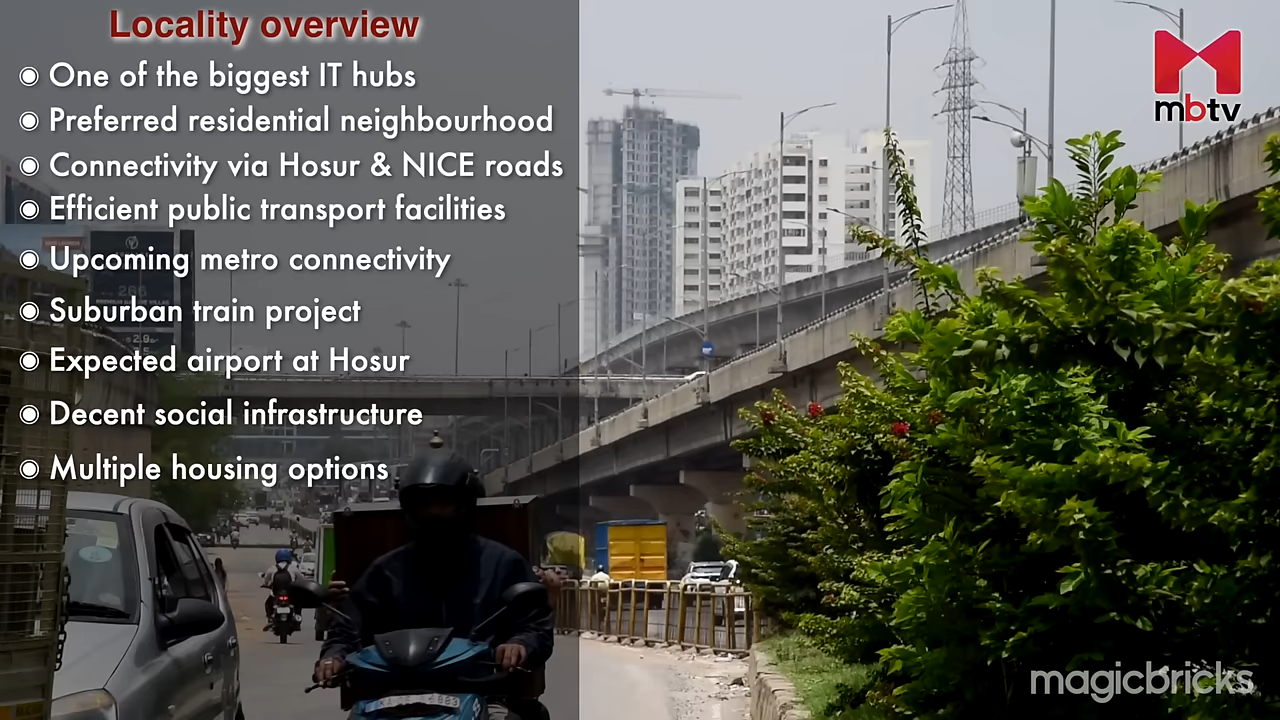 Locality overview
One of the biggest IT hubs
Preferred residential neighbourhood
Connectivity via Hosur & NICE roads
Efficient public transport facilities
Upcoming metro connectivity
Suburban train project
Expected airport at Hosur
Decent social infrastructure
Multiple housing options
mbtv
magicbricks